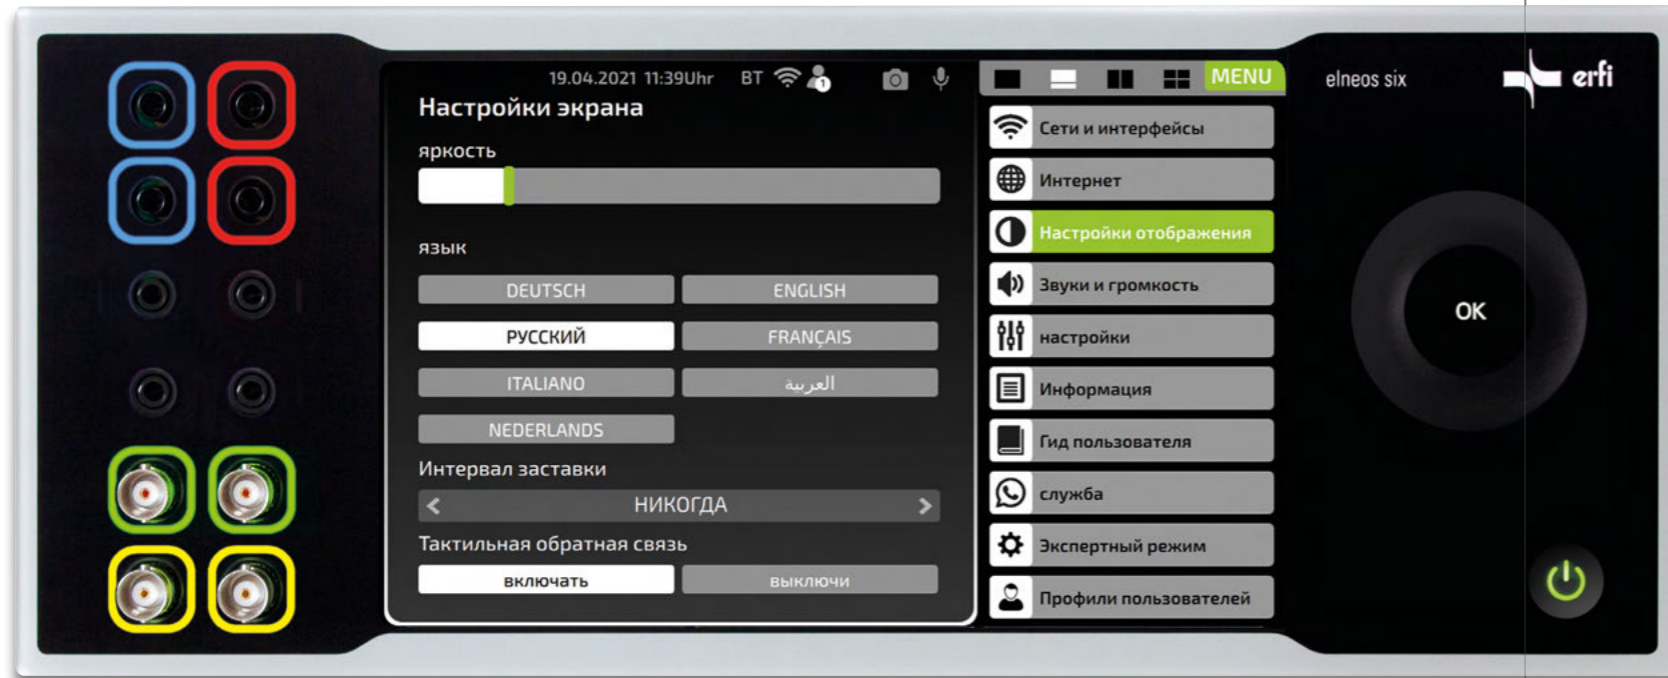 19.04.2021 11:39Uhr BT
1
MENU
elneos six
erfi
Настройки экрана
яркость
язык
DEUTSCH
ENGLISH
РУССКИЙ
FRANÇAIS
ITALIANO
العربية
NEDERLANDS
Интервал заставки
< НИКОГДА >
Тактильная обратная связь
включать
выключи
Сети и интерфейсы
Интернет
Настройки отображения
Звуки и громкость
настройки
Информация
Гид пользователя
служба
Экспертный режим
Профили пользователей
OK